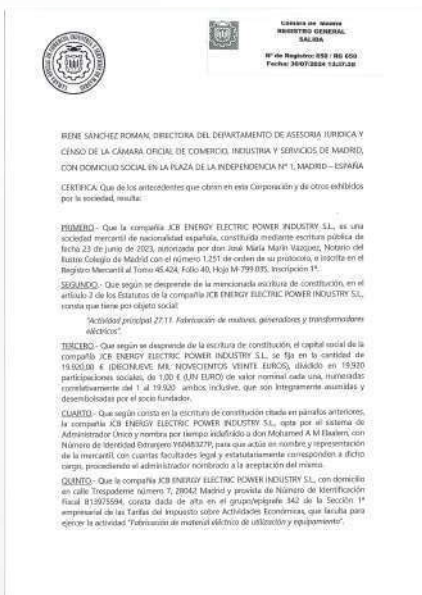 Cámara de Madrid
REGISTRO GENERAL
SALIDA
Nº de Registro: 650 / RG 650
Fecha: 30/07/2024
IRENE SANCHEZ ROMAN, DIRECTORA DEL DEPARTAMENTO DE ASESORIA JURIDICA Y
CENSO DE LA CÁMARA OFICIAL DE COMERCIO, INDUSTRIA Y SERVICIOS DE MADRID,
CON DOMICILIO SOCIAL EN LA PLAZA DE LA INDEPENDENCIA Nº 1, MADRID – ESPAÑA
CERTIFICA: Que de los antecedentes que obran en esta Corporación y de otros exhibidos
por la sociedad, resulta:
PRIMERO.- Que la compañía JCB ENERGY ELECTRIC POWER INDUSTRY S.L., es una
sociedad mercantil de nacionalidad española, constituida mediante escritura pública de
fecha 23 de junio de 2023, autorizada por don José María Marín Vázquez, Notario del
Ilustre Colegio de Madrid con el número 1.251 de orden de su protocolo, e inscrita en el
Registro Mercantil al Tomo 45.424, Folio 40, Hoja M-799.035, Inscripción 1ª.
SEGUNDO.- Que según se desprende de la mencionada escritura de constitución, en el
artículo 2 de los Estatutos de la compañía JCB ENERGY ELECTRIC POWER INDUSTRY S.L.,
consta que tiene por objeto social:
"Actividad principal 27.11. Fabricación de motores, generadores y transformadores
eléctricos".
TERCERO.- Que según se desprende de la escritura de constitución, el capital social de la
compañía JCB ENERGY ELECTRIC POWER INDUSTRY S.L., se fija en la cantidad de
19.920,00 € (DIECINUEVE MIL NOVECIENTOS VEINTE EUROS), dividido en 19.920
participaciones sociales, de 1,00 € (UN EURO) de valor nominal cada una, numeradas
correlativamente del 1 al 19.920 ambos inclusive, que son íntegramente asumidas y
desembolsadas por el socio fundador.
CUARTO.- Que según consta en la escritura de constitución citada en párrafos anteriores,
la compañía JCB ENERGY ELECTRIC POWER INDUSTRY S.L., opta por el sistema de
Administrador Único y nombra por tiempo indefinido a don Mohamed A M Elaalem, con
Número de Identidad Extranjero, para que actúe en nombre y representación
de la mercantil, con cuantas facultades legal y estatutariamente corresponden a dicho
cargo, procediendo el administrador nombrado a la aceptación del mismo.
QUINTO.- Que la compañía JCB ENERGY ELECTRIC POWER INDUSTRY S.L., con domicilio
en calle Trespaderne número 7, 28042 Madrid y provista de Número de Identificación
Fiscal B13975594, consta dada de alta en el grupo/epígrafe 342 de la Sección 1ª
empresarial de las Tarifas del Impuesto sobre Actividades Económicas, que faculta para
ejercer la actividad "Fabricación de material eléctrico de utilización y equipamiento".